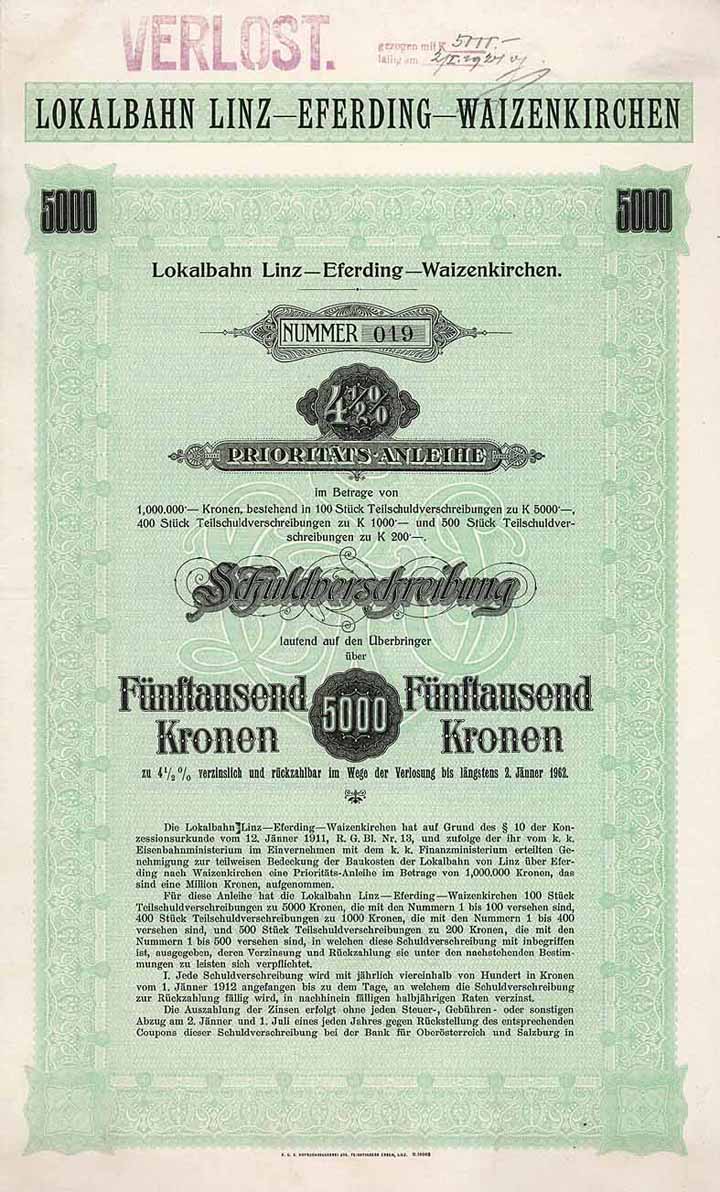 VERLOST.
gezogen mit K 5000.—
fällig am
LOKALBAHN LINZ—EFERDING—WAIZENKIRCHEN
5000 5000
Lokalbahn Linz—Eferding—Waizenkirchen.
NUMMER 019
4 1/2 %
PRIORITÄTS-ANLEIHE
im Betrage von
1,000.000·— Kronen, bestehend in 100 Stück Teilschuldverschreibungen zu K 5000·—,
400 Stück Teilschuldverschreibungen zu K 1000·— und 500 Stück Teilschuldver-
schreibungen zu K 200·—.
Schuldverschreibung
lautend auf den Überbringer
über
Fünftausend 5000 Fünftausend
Kronen Kronen
zu 4 1/2 % verzinslich und rückzahlbar im Wege der Verlosung bis längstens 2. Jänner 1962.
Die Lokalbahn Linz—Eferding—Waizenkirchen hat auf Grund des § 10 der Kon-
zessionsurkunde vom 12. Jänner 1911, R. G. Bl. Nr. 13, und zufolge der ihr vom k. k.
Eisenbahnministerium im Einvernehmen mit dem k. k. Finanzministerium erteilten Ge-
nehmigung zur teilweisen Bedeckung der Baukosten der Lokalbahn von Linz über Efer-
ding nach Waizenkirchen eine Prioritäts-Anleihe im Betrage von 1,000.000 Kronen, das
sind eine Million Kronen, aufgenommen.
Für diese Anleihe hat die Lokalbahn Linz—Eferding—Waizenkirchen 100 Stück
Teilschuldverschreibungen zu 5000 Kronen, die mit den Nummern 1 bis 100 versehen sind,
400 Stück Teilschuldverschreibungen zu 1000 Kronen, die mit den Nummern 1 bis 400
versehen sind, und 500 Stück Teilschuldverschreibungen zu 200 Kronen, die mit den
Nummern 1 bis 500 versehen sind, in welchen diese Schuldverschreibung mit inbegriffen
ist, ausgegeben, deren Verzinsung und Rückzahlung sie unter den nachstehenden Bestim-
mungen zu leisten sich verpflichtet.
I. Jede Schuldverschreibung wird mit jährlich viereinhalb von Hundert in Kronen
vom 1. Jänner 1912 angefangen bis zu dem Tage, an welchem die Schuldverschreibung
zur Rückzahlung fällig wird, in nachhinein fälligen halbjährigen Raten verzinst.
Die Auszahlung der Zinsen erfolgt ohne jeden Steuer-, Gebühren- oder sonstigen
Abzug am 2. Jänner und 1. Juli eines jeden Jahres gegen Rückstellung des entsprechenden
Coupons dieser Schuldverschreibung bei der Bank für Oberösterreich und Salzburg in